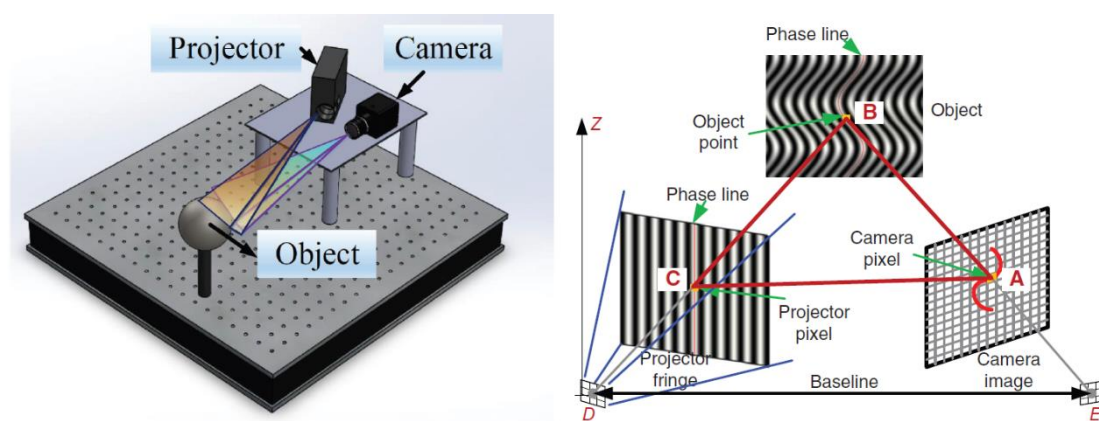 Projector
Camera
Object
Phase line
B
Object
Object
point
Z
Phase line
Camera
pixel
C
A
Projector
pixel
Projector
fringe
Camera
image
Baseline
D
E